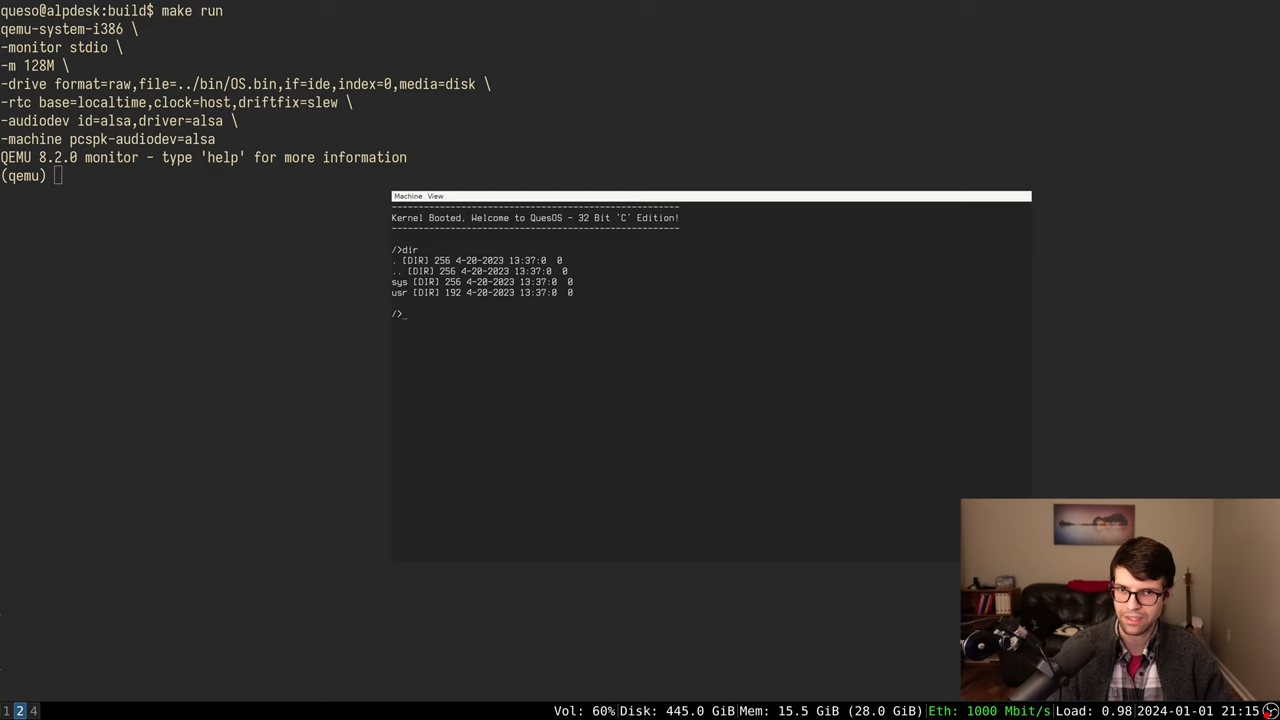 queso@alpdesk:build$ make run
qemu-system-i386 \
-monitor stdio \
-m 128M \
-drive format=raw,file=../bin/OS.bin,if=ide,index=0,media=disk \
-rtc base=localtime,clock=host,driftfix=slew \
-audiodev id=alsa,driver=alsa \
-machine pcspk-audiodev=alsa
QEMU 8.2.0 monitor - type 'help' for more information
(qemu)
Machine View
------------------------------------------------------
Kernel Booted, Welcome to QuesOS - 32 Bit 'C' Edition!
------------------------------------------------------
/>dir
. [DIR] 256 4-20-2023 13:37:0 0
.. [DIR] 256 4-20-2023 13:37:0 0
sys [DIR] 256 4-20-2023 13:37:0 0
usr [DIR] 192 4-20-2023 13:37:0 0
/>_
1 2 4 Vol: 60%|Disk: 445.0 GiB|Mem: 15.5 GiB (28.0 GiB)|Eth: 1000 Mbit/s|Load: 0.98|2024-01-01 21:15